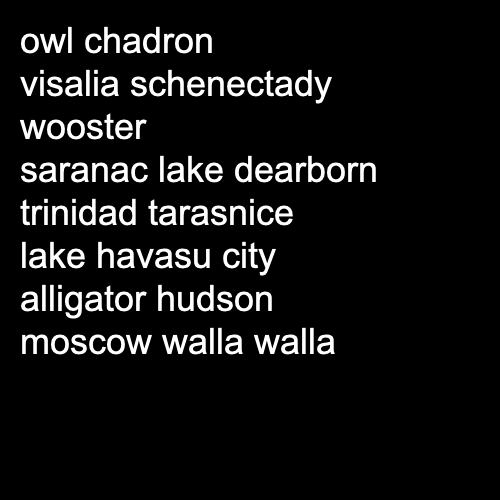 owl chadron
visalia schenectady
wooster
saranac lake dearborn
trinidad tarasnice
lake havasu city
alligator hudson
moscow walla walla